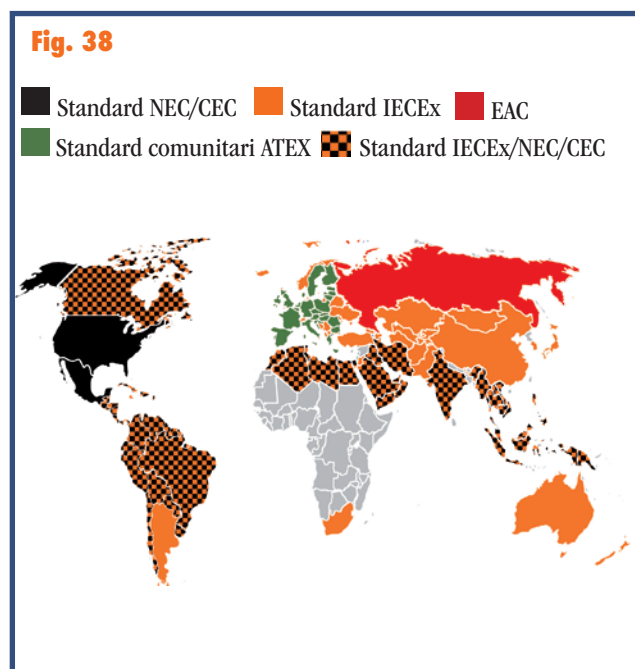 Fig. 38
Standard NEC/CEC Standard IECEx EAC
Standard comunitari ATEX Standard IECEx/NEC/CEC